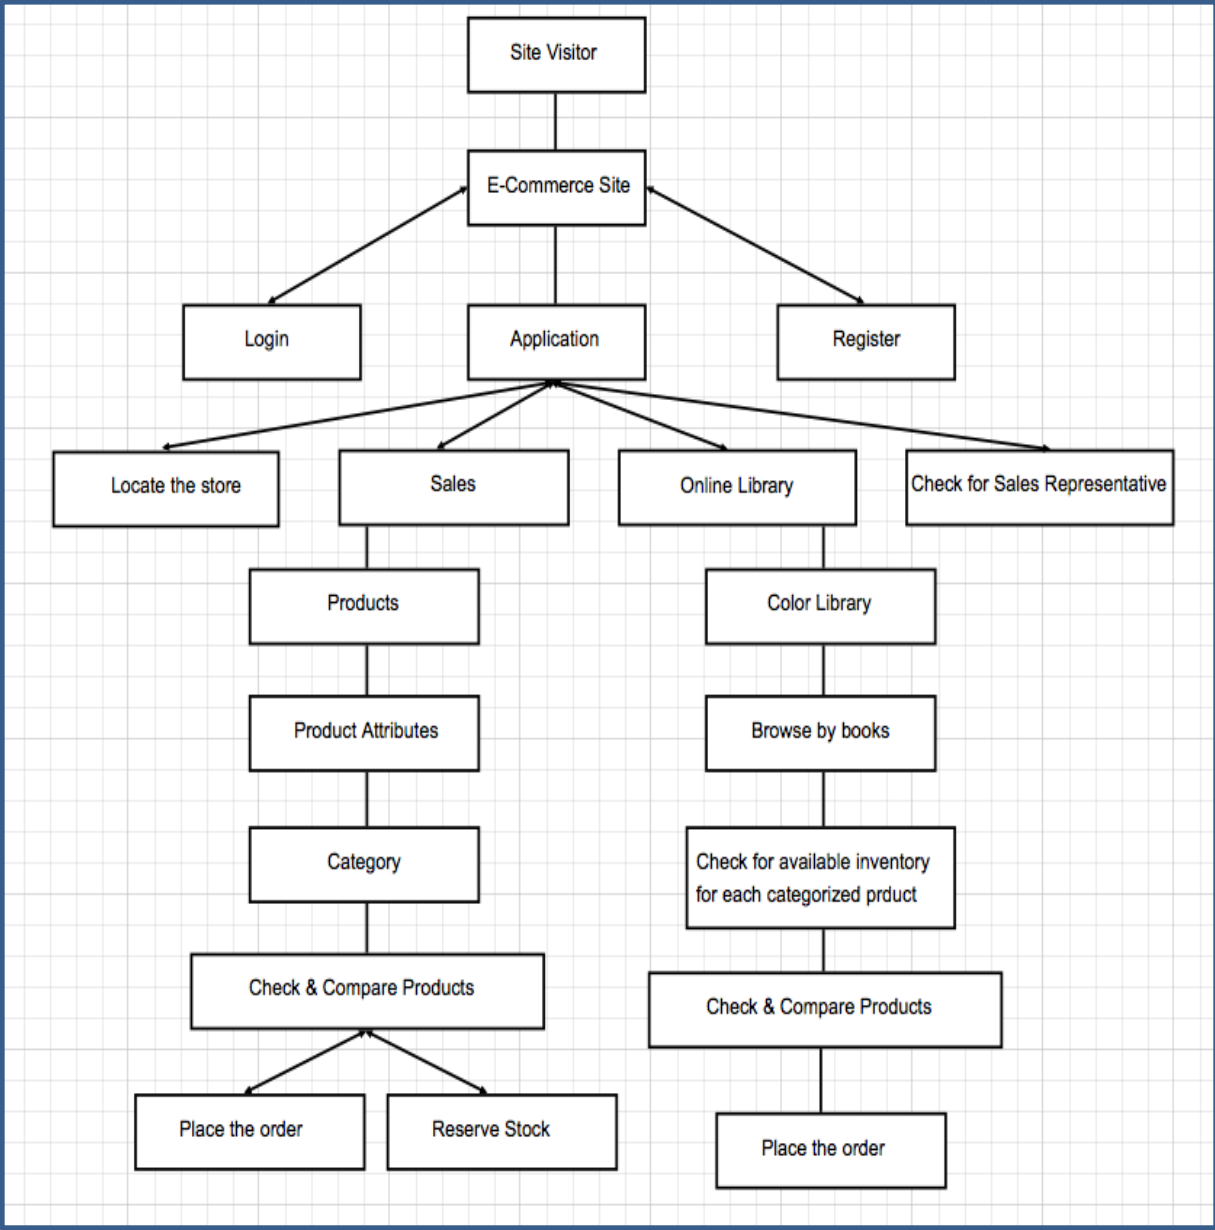 Site Visitor
E-Commerce Site
Login
Application
Register
Locate the store
Sales
Online Library
Check for Sales Representative
Products
Color Library
Product Attributes
Browse by books
Category
Check for available inventory
for each categorized prduct
Check & Compare Products
Check & Compare Products
Place the order
Reserve Stock
Place the order